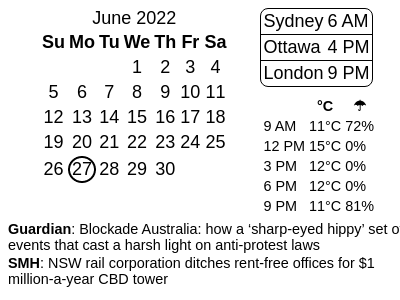 June 2022
Su Mo Tu We Th Fr Sa
1 2 3 4
5 6 7 8 9 10 11
12 13 14 15 16 17 18
19 20 21 22 23 24 25
26 27 28 29 30
Sydney 6 AM
Ottawa 4 PM
London 9 PM
°C ☂
9 AM 11°C 72%
12 PM 15°C 0%
3 PM 12°C 0%
6 PM 12°C 0%
9 PM 11°C 81%
Guardian: Blockade Australia: how a ‘sharp-eyed hippy’ set o
events that cast a harsh light on anti-protest laws
SMH: NSW rail corporation ditches rent-free offices for $1
million-a-year CBD tower